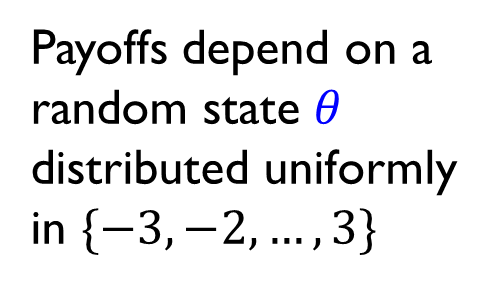 Payoffs depend on a
random state θ
distributed uniformly
in {−3, −2, … , 3}